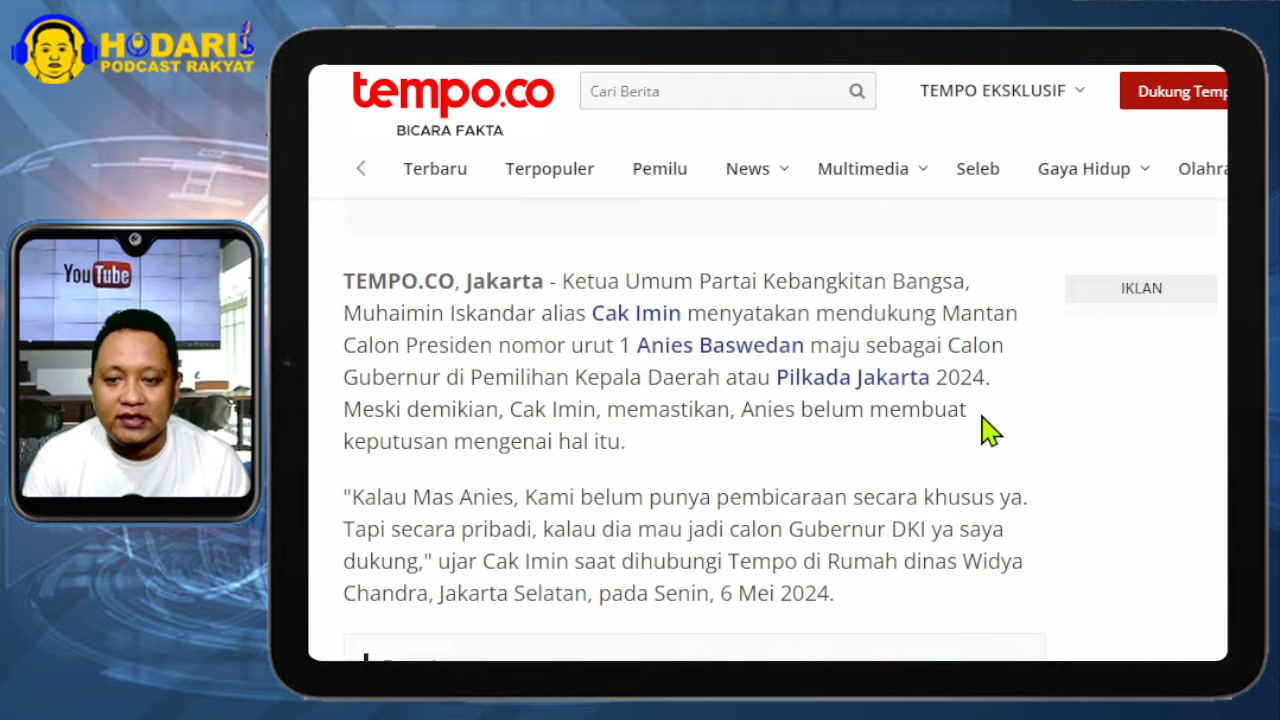 HODARI
PODCAST RAKYAT
YouTube
tempo.co
BICARA FAKTA
Cari Berita
TEMPO EKSKLUSIF
Dukung Temp
Terbaru
Terpopuler
Pemilu
News
Multimedia
Seleb
Gaya Hidup
Olahra
TEMPO.CO, Jakarta - Ketua Umum Partai Kebangkitan Bangsa,
Muhaimin Iskandar alias Cak Imin menyatakan mendukung Mantan
Calon Presiden nomor urut 1 Anies Baswedan maju sebagai Calon
Gubernur di Pemilihan Kepala Daerah atau Pilkada Jakarta 2024.
Meski demikian, Cak Imin, memastikan, Anies belum membuat
keputusan mengenai hal itu.
IKLAN
"Kalau Mas Anies, Kami belum punya pembicaraan secara khusus ya.
Tapi secara pribadi, kalau dia mau jadi calon Gubernur DKI ya saya
dukung," ujar Cak Imin saat dihubungi Tempo di Rumah dinas Widya
Chandra, Jakarta Selatan, pada Senin, 6 Mei 2024.